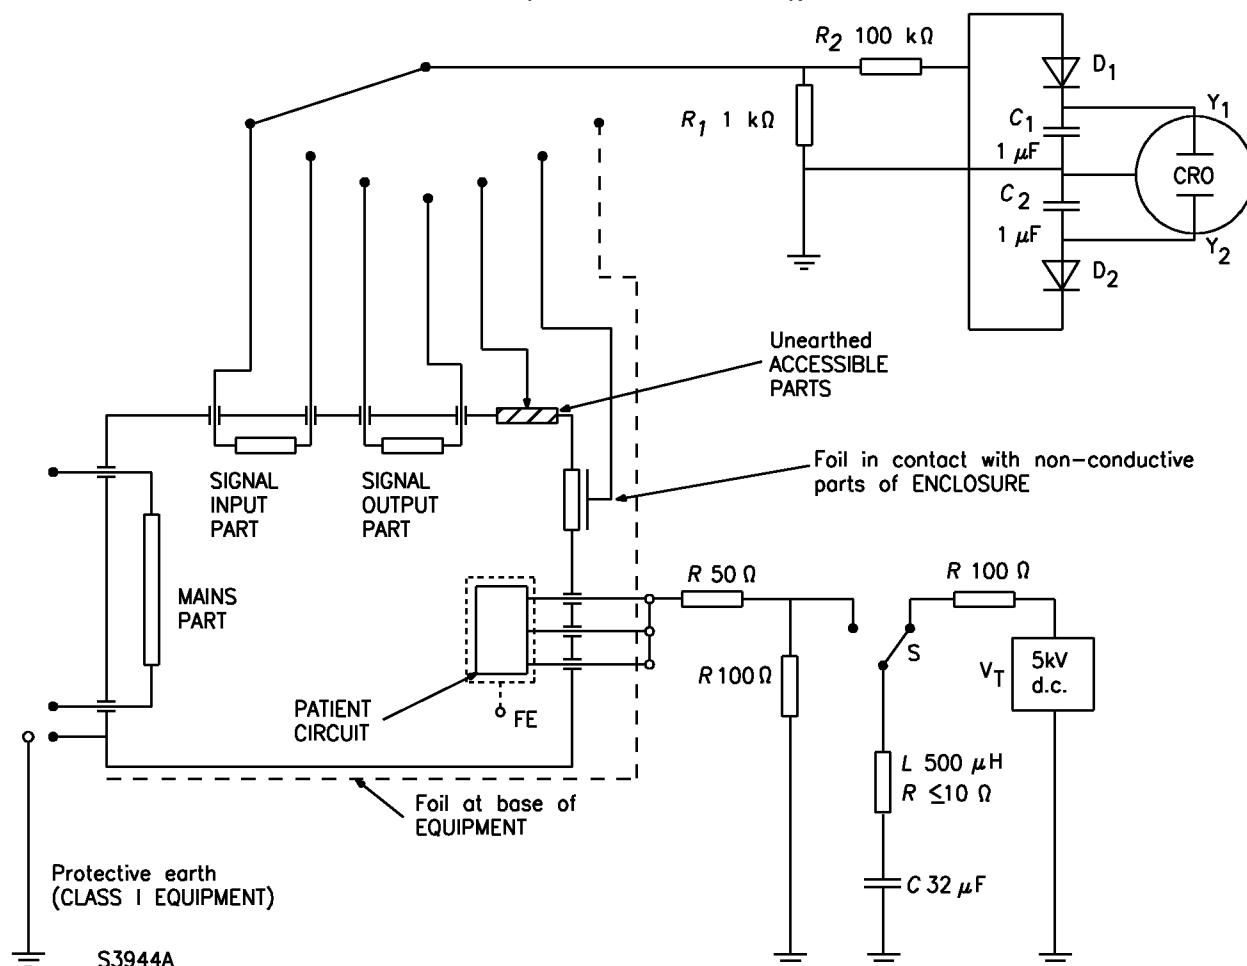 R2 100 kΩ
D1
R1 1 kΩ
C1
1 μF
Y1
CRO
C2
1 μF
Y2
D2
Unearthed
ACCESSIBLE
PARTS
Foil in contact with non-conductive
parts of ENCLOSURE
SIGNAL
INPUT
PART
SIGNAL
OUTPUT
PART
MAINS
PART
R 50 Ω
R 100 Ω
S
VT
5kV
d.c.
R 100 Ω
PATIENT
CIRCUIT
FE
L 500 μH
R ≤10 Ω
Foil at base of
EQUIPMENT
C 32 μF
Protective earth
(CLASS I EQUIPMENT)
S3944A